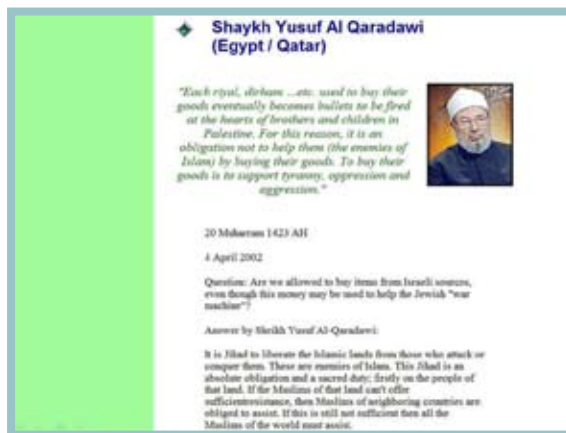 Shaykh Yusuf Al Qaradawi
(Egypt / Qatar)
"Each riyal, dirham ...etc. used to buy their
goods eventually becomes bullets to be fired
at the hearts of brothers and children in
Palestine. For this reason, it is an
obligation not to help them (the enemies of
Islam) by buying their goods. To buy their
goods is to support tyranny, oppression and
aggression."
20 Muharram 1423 AH
4 April 2002
Question: Are we allowed to buy items from Israeli sources,
even though this money may be used to help the Jewish "war
machine"?
Answer by Sheikh Yusuf Al-Qaradawi:
It is Jihad to liberate the Islamic lands from those who attack or
conquer them. These are enemies of Islam. This Jihad is an
absolute obligation and a sacred duty; firstly on the people of
that land. If the Muslims of that land can't offer
sufficientresistance, then Muslims of neighboring countries are
obliged to assist. If this is still not sufficient then all the
Muslims of the world must assist.